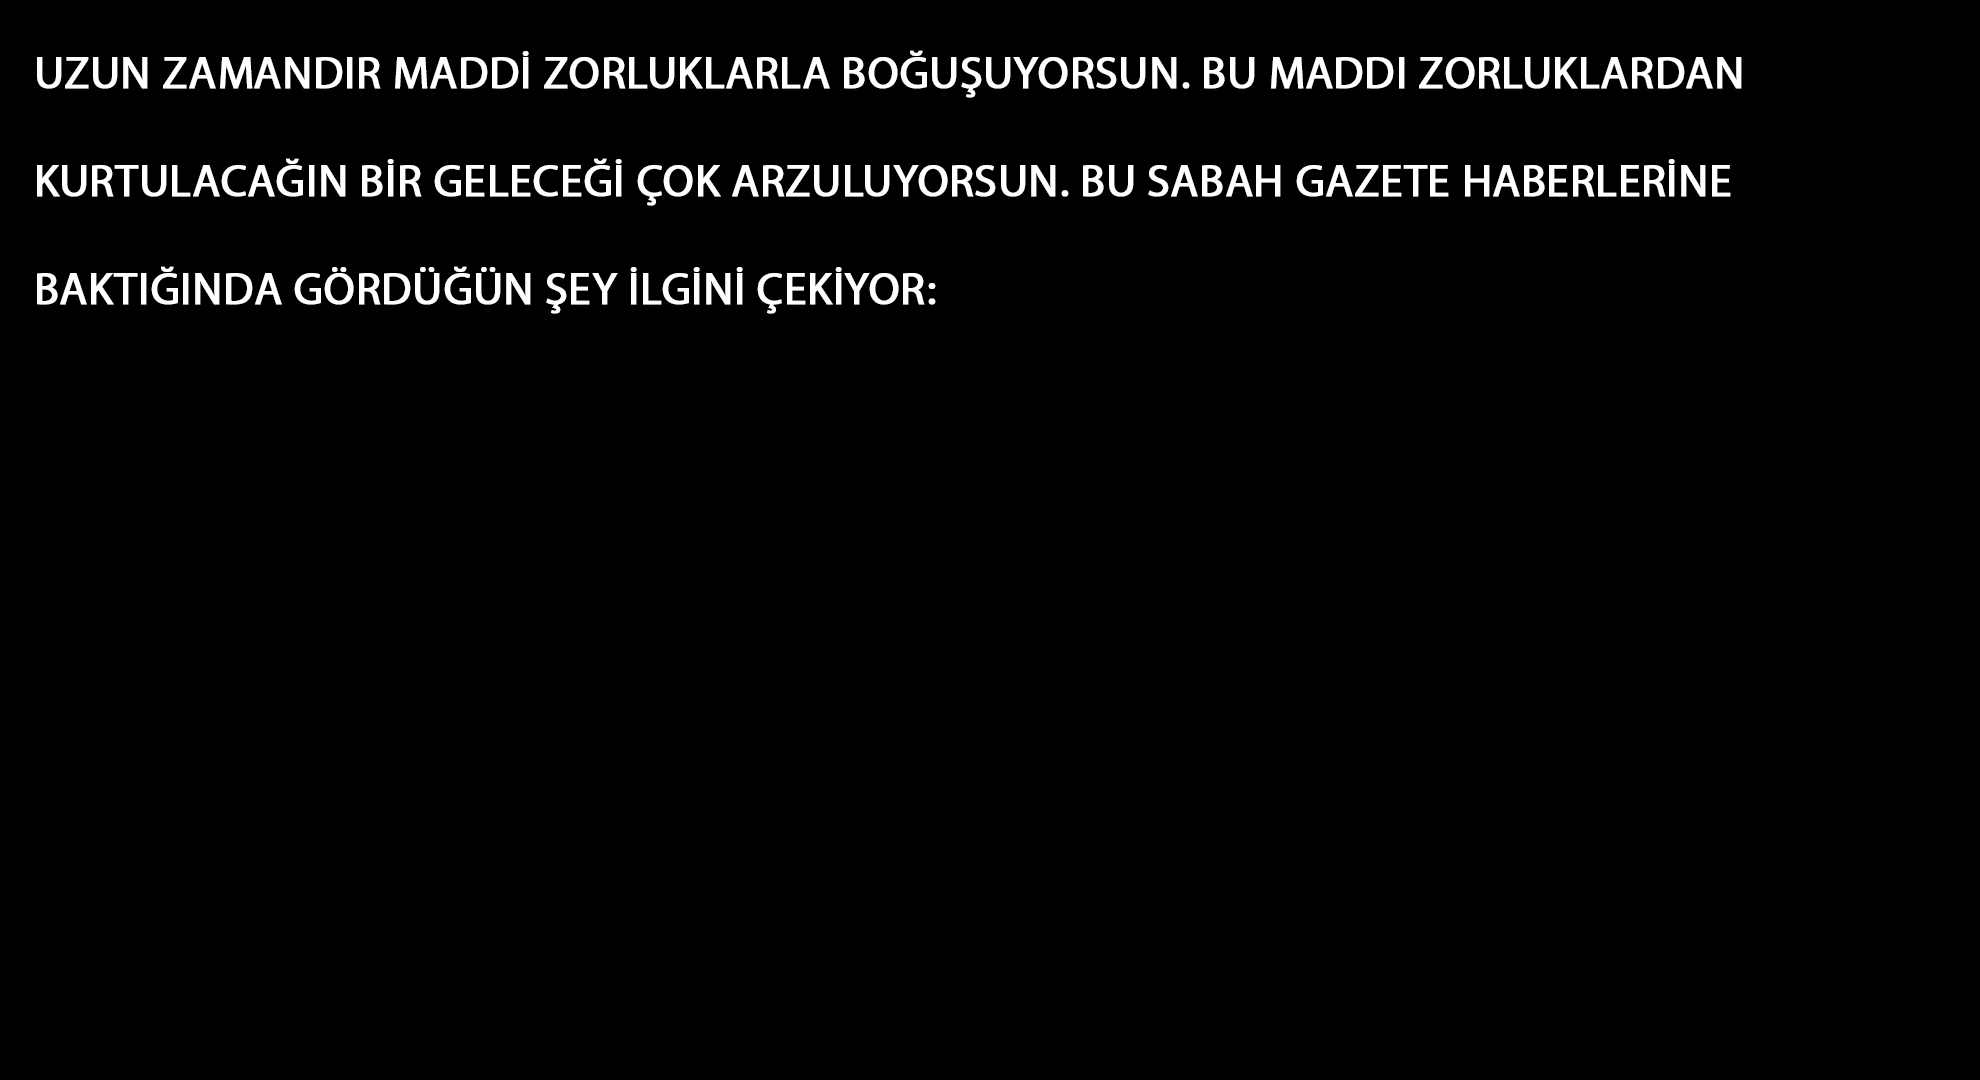 UZUN ZAMANDIR MADDİ ZORLUKLARLA BOĞUŞUYORSUN. BU MADDI ZORLUKLARDAN
KURTULACAĞIN BİR GELECEĞİ ÇOK ARZULUYORSUN. BU SABAH GAZETE HABERLERİNE
BAKTIĞINDA GÖRDÜĞÜN ŞEY İLGİNİ ÇEKİYOR: